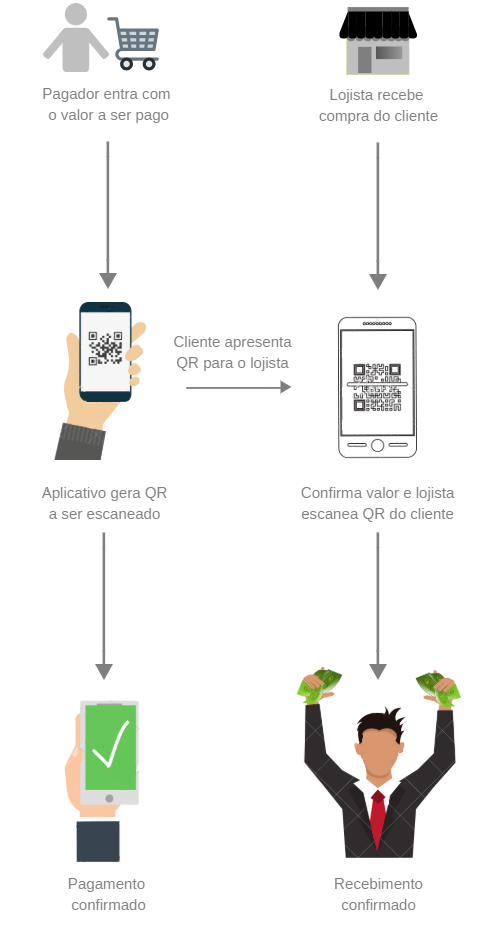 Pagador entra com
o valor a ser pago
Lojista recebe
compra do cliente
Cliente apresenta
QR para o lojista
Aplicativo gera QR
a ser escaneado
Confirma valor e lojista
escanea QR do cliente
Pagamento
confirmado
Recebimento
confirmado